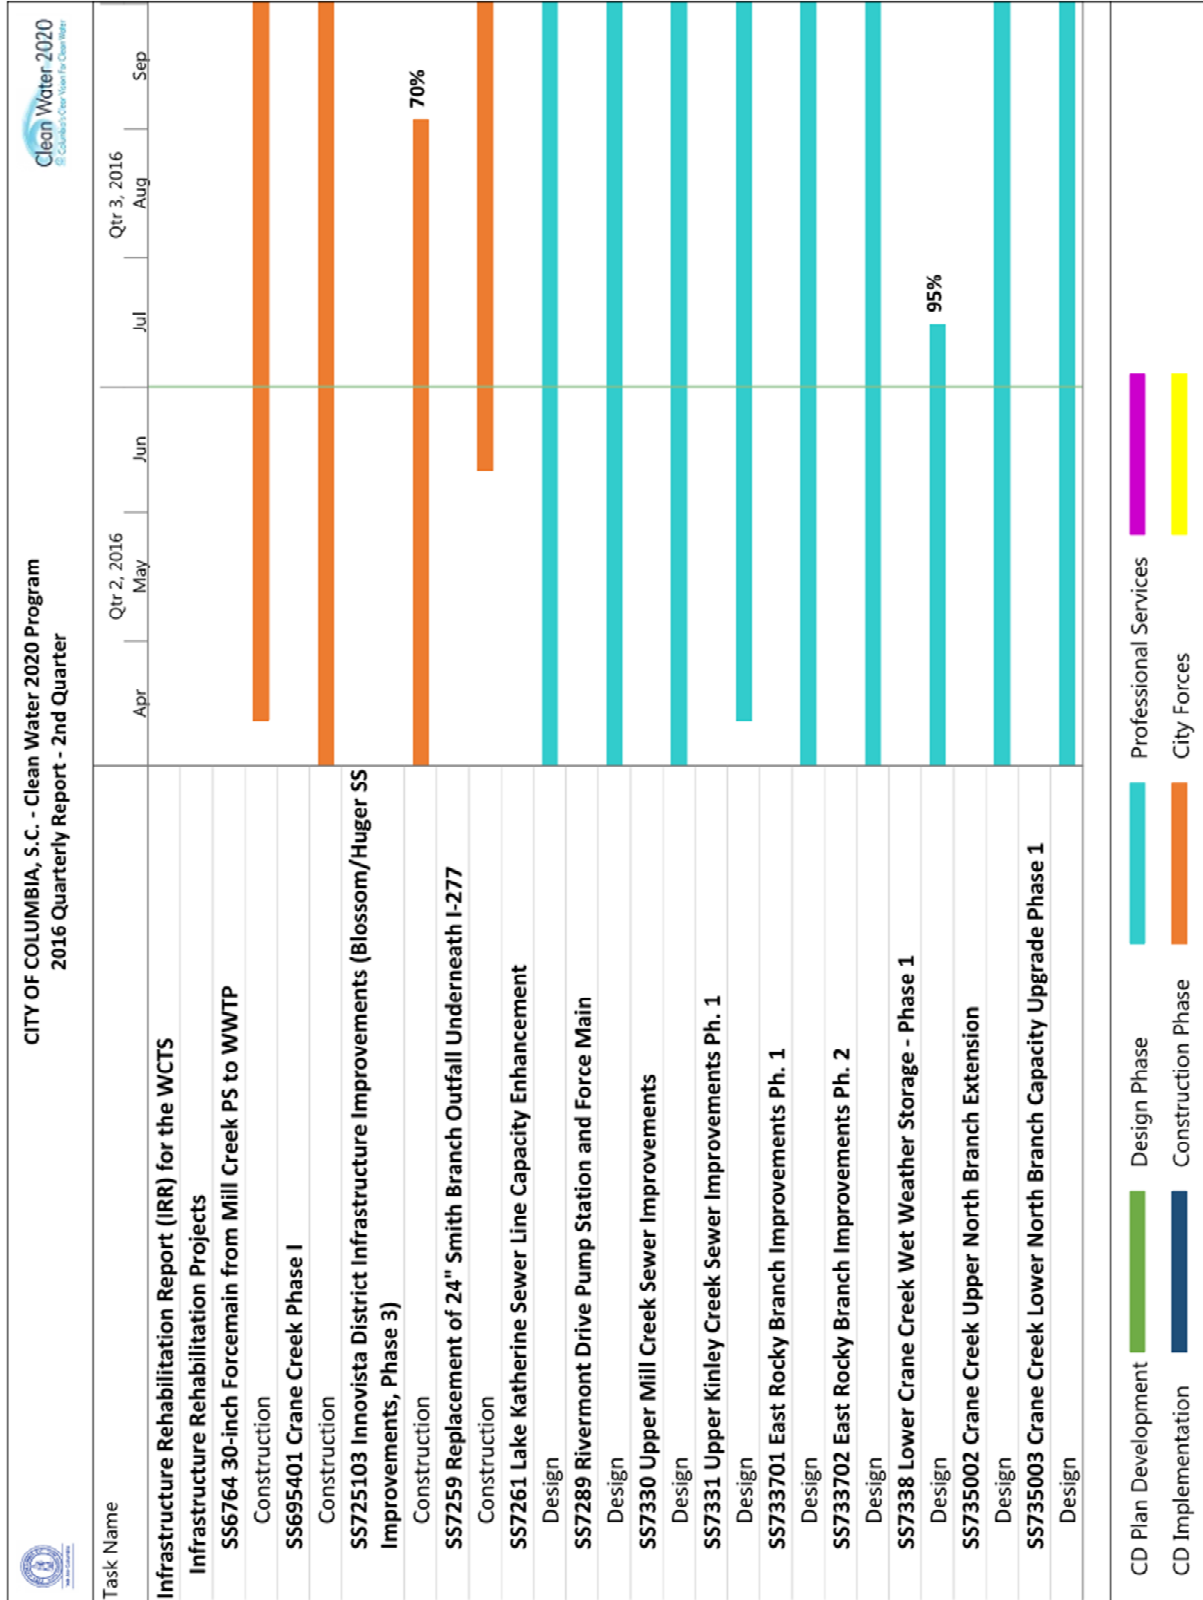 CITY OF COLUMBIA, S.C. - Clean Water 2020 Program
2016 Quarterly Report - 2nd Quarter
Clean Water 2020
Columbia's Clear Vision For Clean Water
Task Name
Qtr 2, 2016
Qtr 3, 2016
Apr
May
Jun
Jul
Aug
Sep
Infrastructure Rehabilitation Report (IRR) for the WCTS
Infrastructure Rehabilitation Projects
SS6764 30-inch Forcemain from Mill Creek PS to WWTP
Construction
SS695401 Crane Creek Phase I
Construction
SS725103 Innovista District Infrastructure Improvements (Blossom/Huger SS
Improvements, Phase 3)
Construction
70%
SS7259 Replacement of 24" Smith Branch Outfall Underneath I-277
Construction
SS7261 Lake Katherine Sewer Line Capacity Enhancement
Design
SS7289 Rivermont Drive Pump Station and Force Main
Design
SS7330 Upper Mill Creek Sewer Improvements
Design
SS7331 Upper Kinley Creek Sewer Improvements Ph. 1
Design
SS733701 East Rocky Branch Improvements Ph. 1
Design
SS733702 East Rocky Branch Improvements Ph. 2
Design
SS7338 Lower Crane Creek Wet Weather Storage - Phase 1
Design
95%
SS735002 Crane Creek Upper North Branch Extension
Design
SS735003 Crane Creek Lower North Branch Capacity Upgrade Phase 1
Design
CD Plan Development
Design Phase
Professional Services
CD Implementation
Construction Phase
City Forces